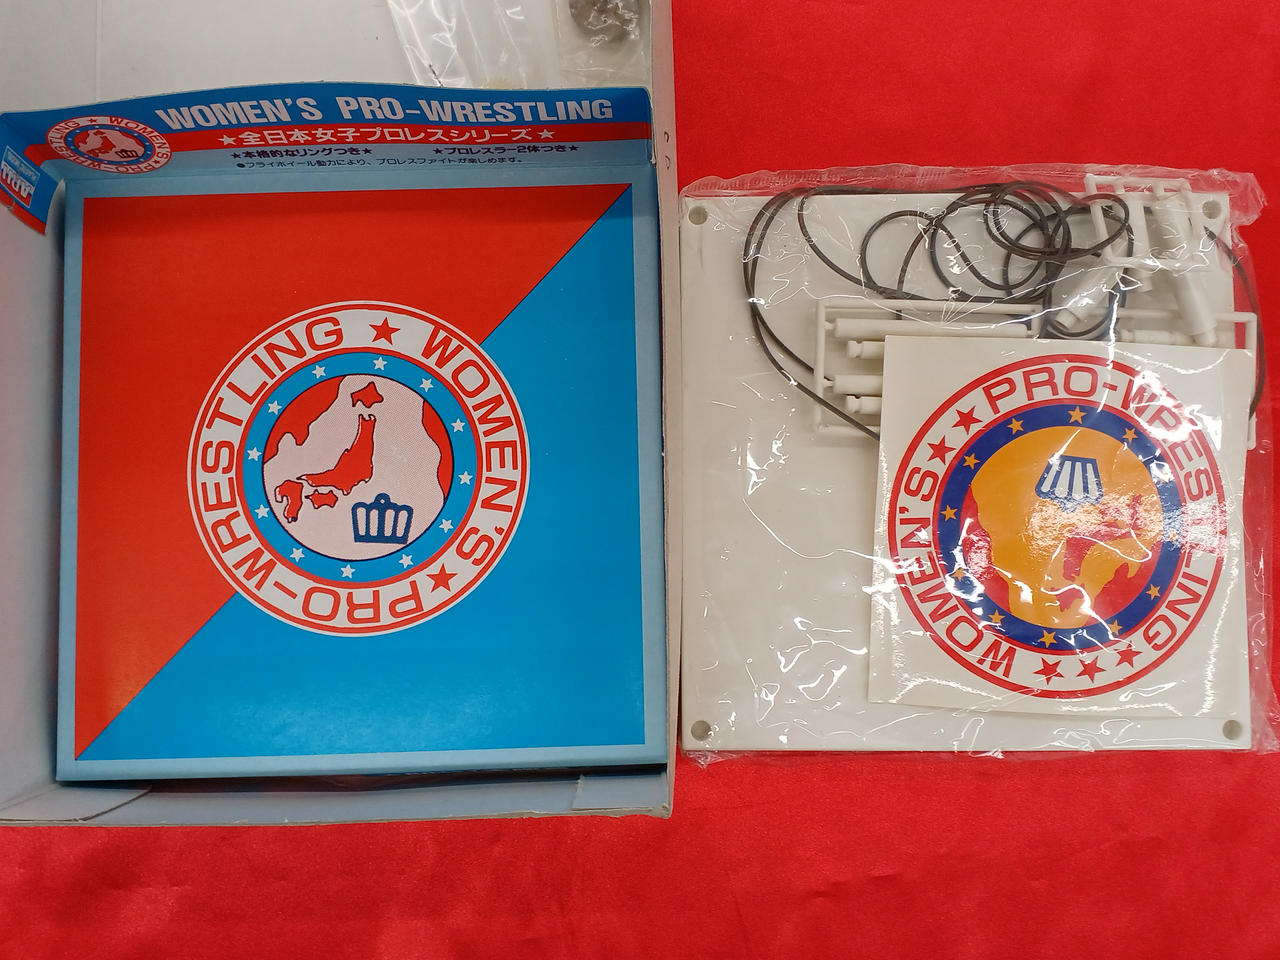 WOMEN'S PRO-WRESTLING
★全日本女子プロレスシリーズ★
★本格的なリングつき★ ★プロレスラー2体つき★
●フライホイール動力により、プロレスファイトが楽しめます。
WOMEN'S ★ PRO-WRESTLING ★
WOMEN'S ★ PRO-WRESTLING ★
WOMEN'S ★★ PRO-WRESTLING ★★★